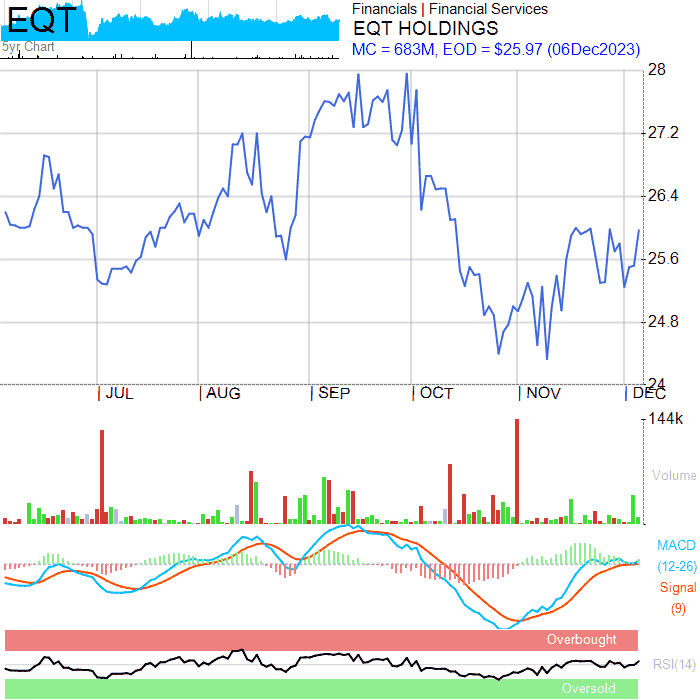 EQT
5yr Chart
Financials | Financial Services
EQT HOLDINGS
MC = 683M, EOD = $25.97 (06Dec2023)
28
27.2
26.4
25.6
24.8
24
JUL AUG SEP OCT NOV DEC
144k
Volume
MACD
(12-26)
Signal
(9)
Overbought
RSI(14)
Oversold